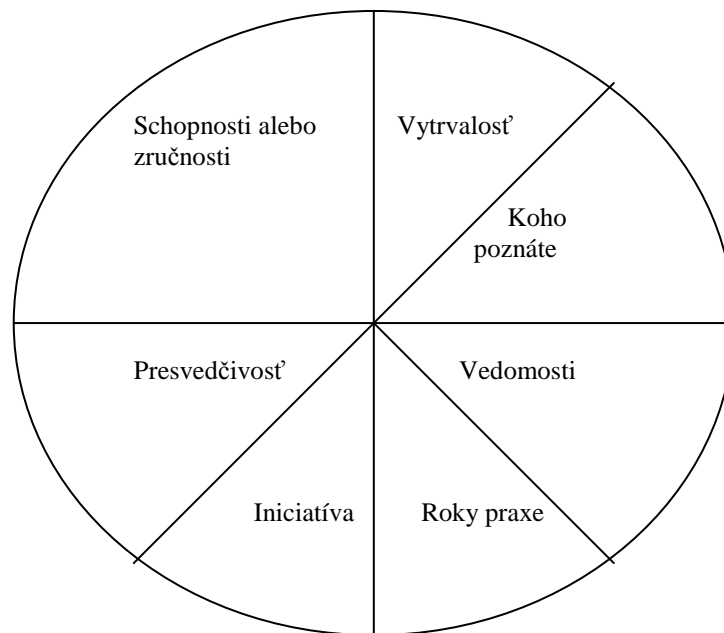 Schopnosti alebo
zručnosti
Vytrvalosť
Koho
poznáte
Presvedčivosť
Vedomosti
Iniciatíva
Roky praxe